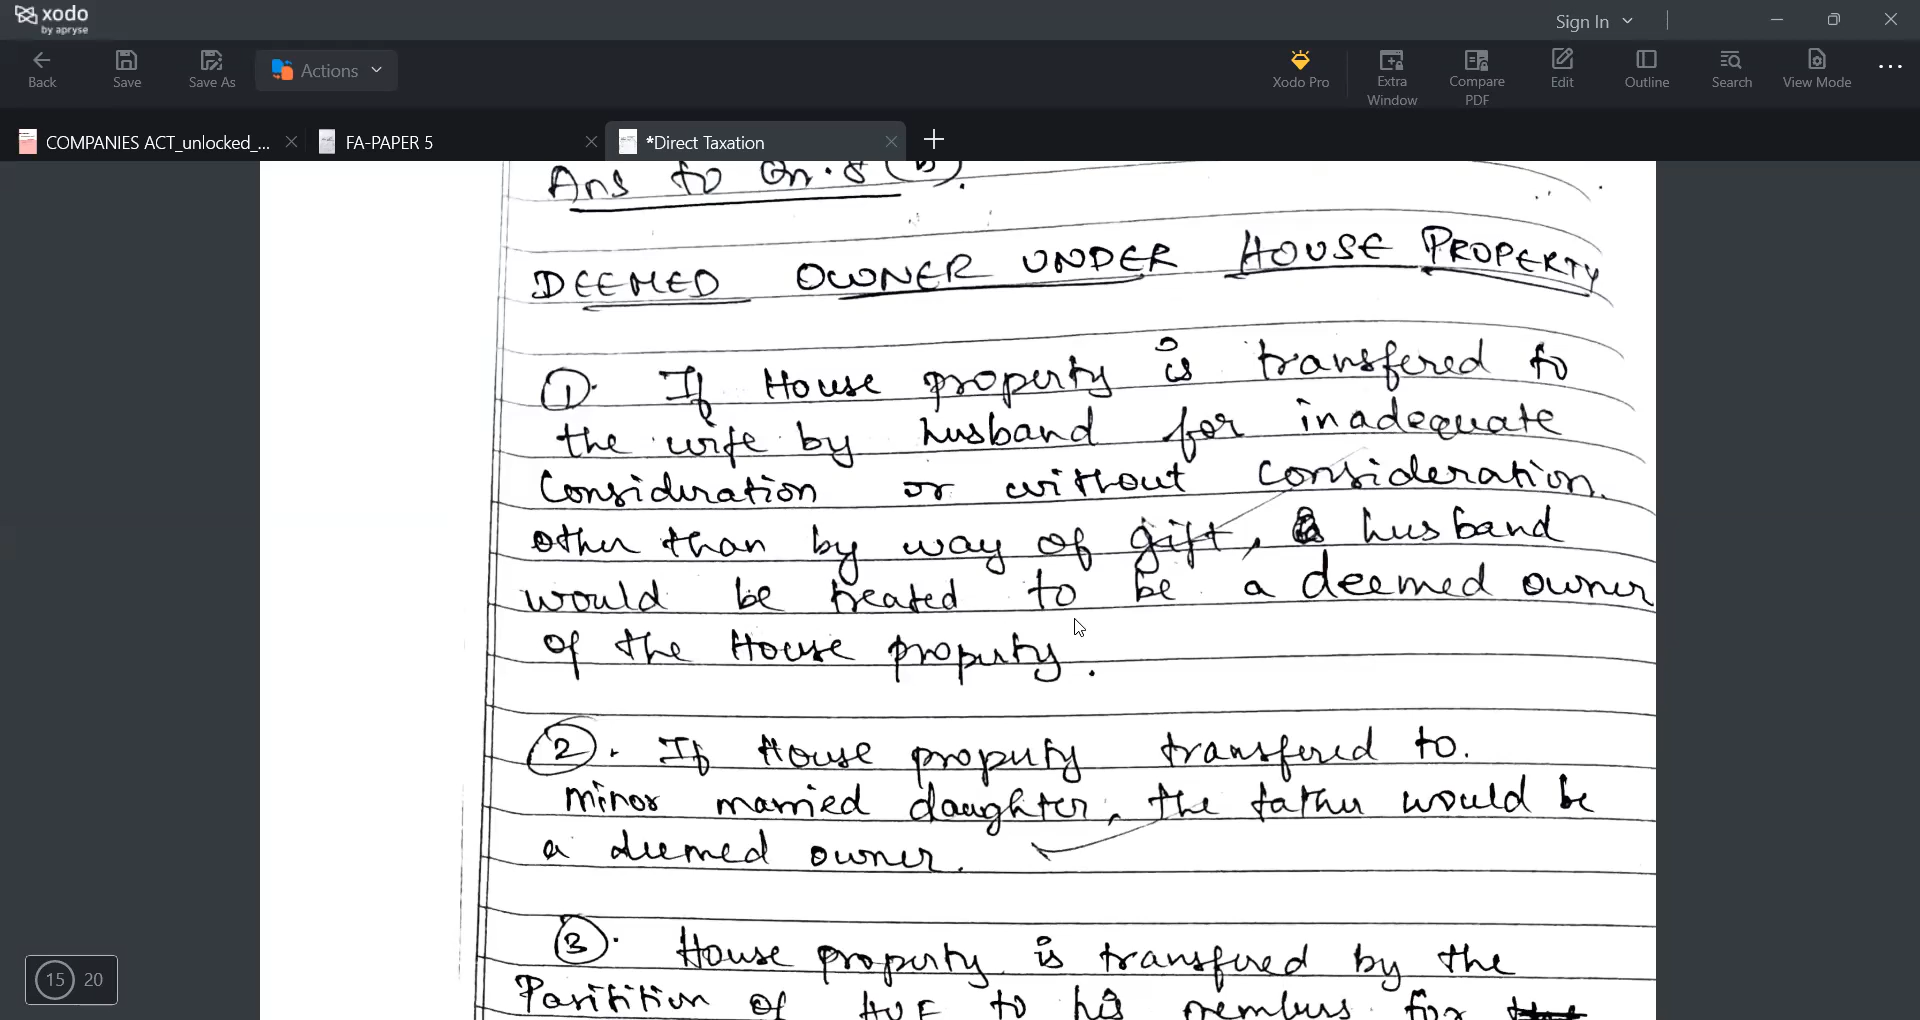 xodo
by apryse
Sign In
Back
Save
Save As
Actions
Xodo Pro
Extra Window
Compare PDF
Edit
Outline
Search
View Mode
COMPANIES ACT_unlocked_...
FA-PAPER 5
*Direct Taxation
Ans to Qn. 8 (B).
DEEMED OWNER UNDER HOUSE PROPERTY
1. If House property is transfered to
the wife by husband for inadequate
Consideration or without consideration
other than by way of gift, husband
would be treated to be a deemed owner
of the House property.
2. If House property transfered to.
minor married daughter, the father would be
a deemed owner.
3. House property is transfered by the
Paritition of HUF to his members for
15 20